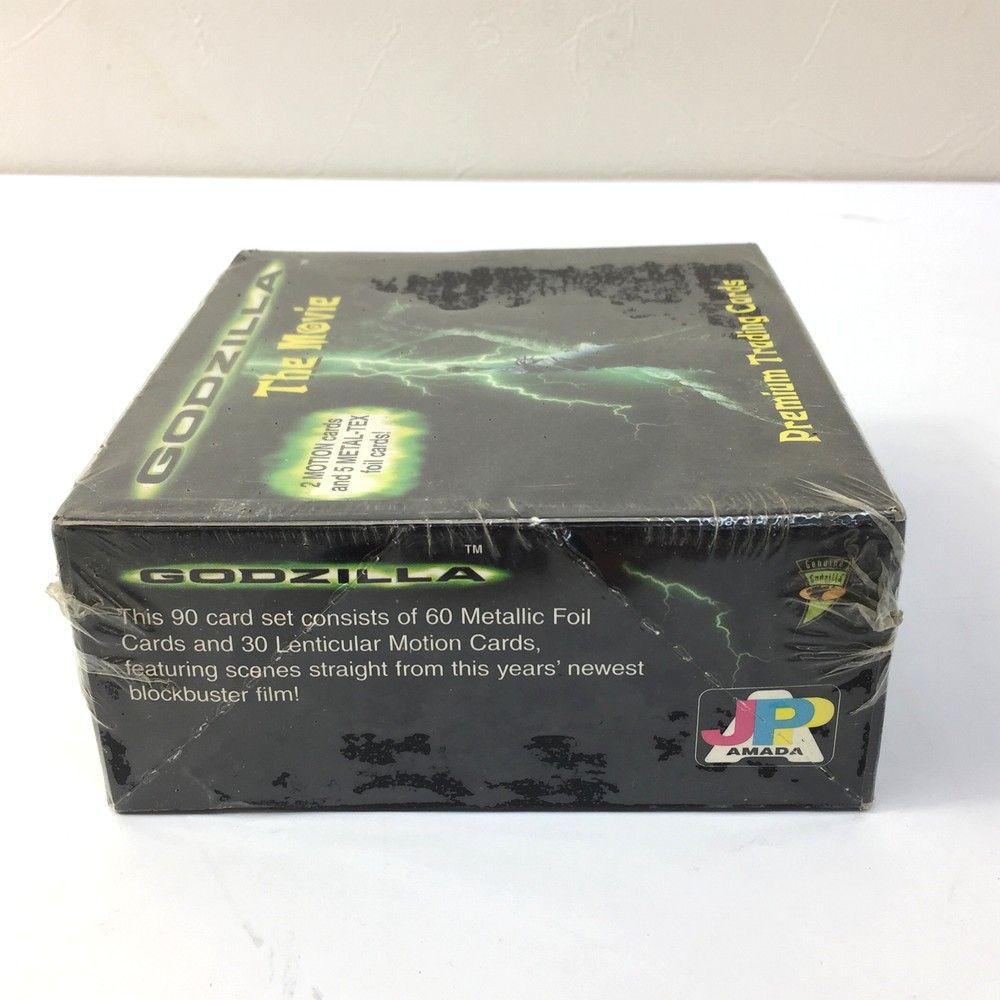 GODZILLA
The Movie
2 MOTION cards
and 5 METAL-TEX
foil cards!
Premium Trading Cards
GODZILLA™
This 90 card set consists of 60 Metallic Foil
Cards and 30 Lenticular Motion Cards,
featuring scenes straight from this years' newest
blockbuster film!
Genuine
Godzilla
JPP
AMADA